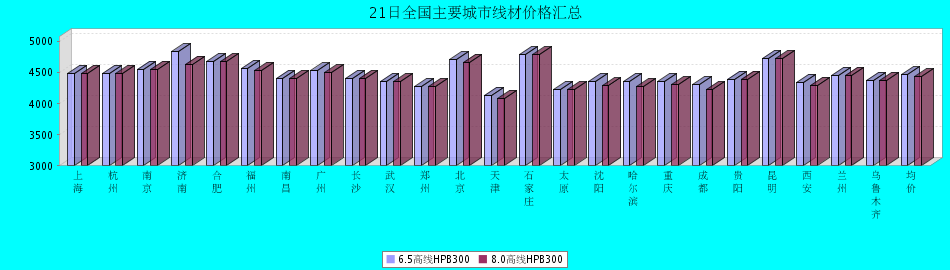 21日全国主要城市线材价格汇总
5000
4500
4000
3500
3000
上海
杭州
南京
济南
合肥
福州
南昌
广州
长沙
武汉
郑州
北京
天津
石家庄
太原
沈阳
哈尔滨
重庆
成都
贵阳
昆明
西安
兰州
乌鲁木齐
均价
6.5高线HPB300 8.0高线HPB300